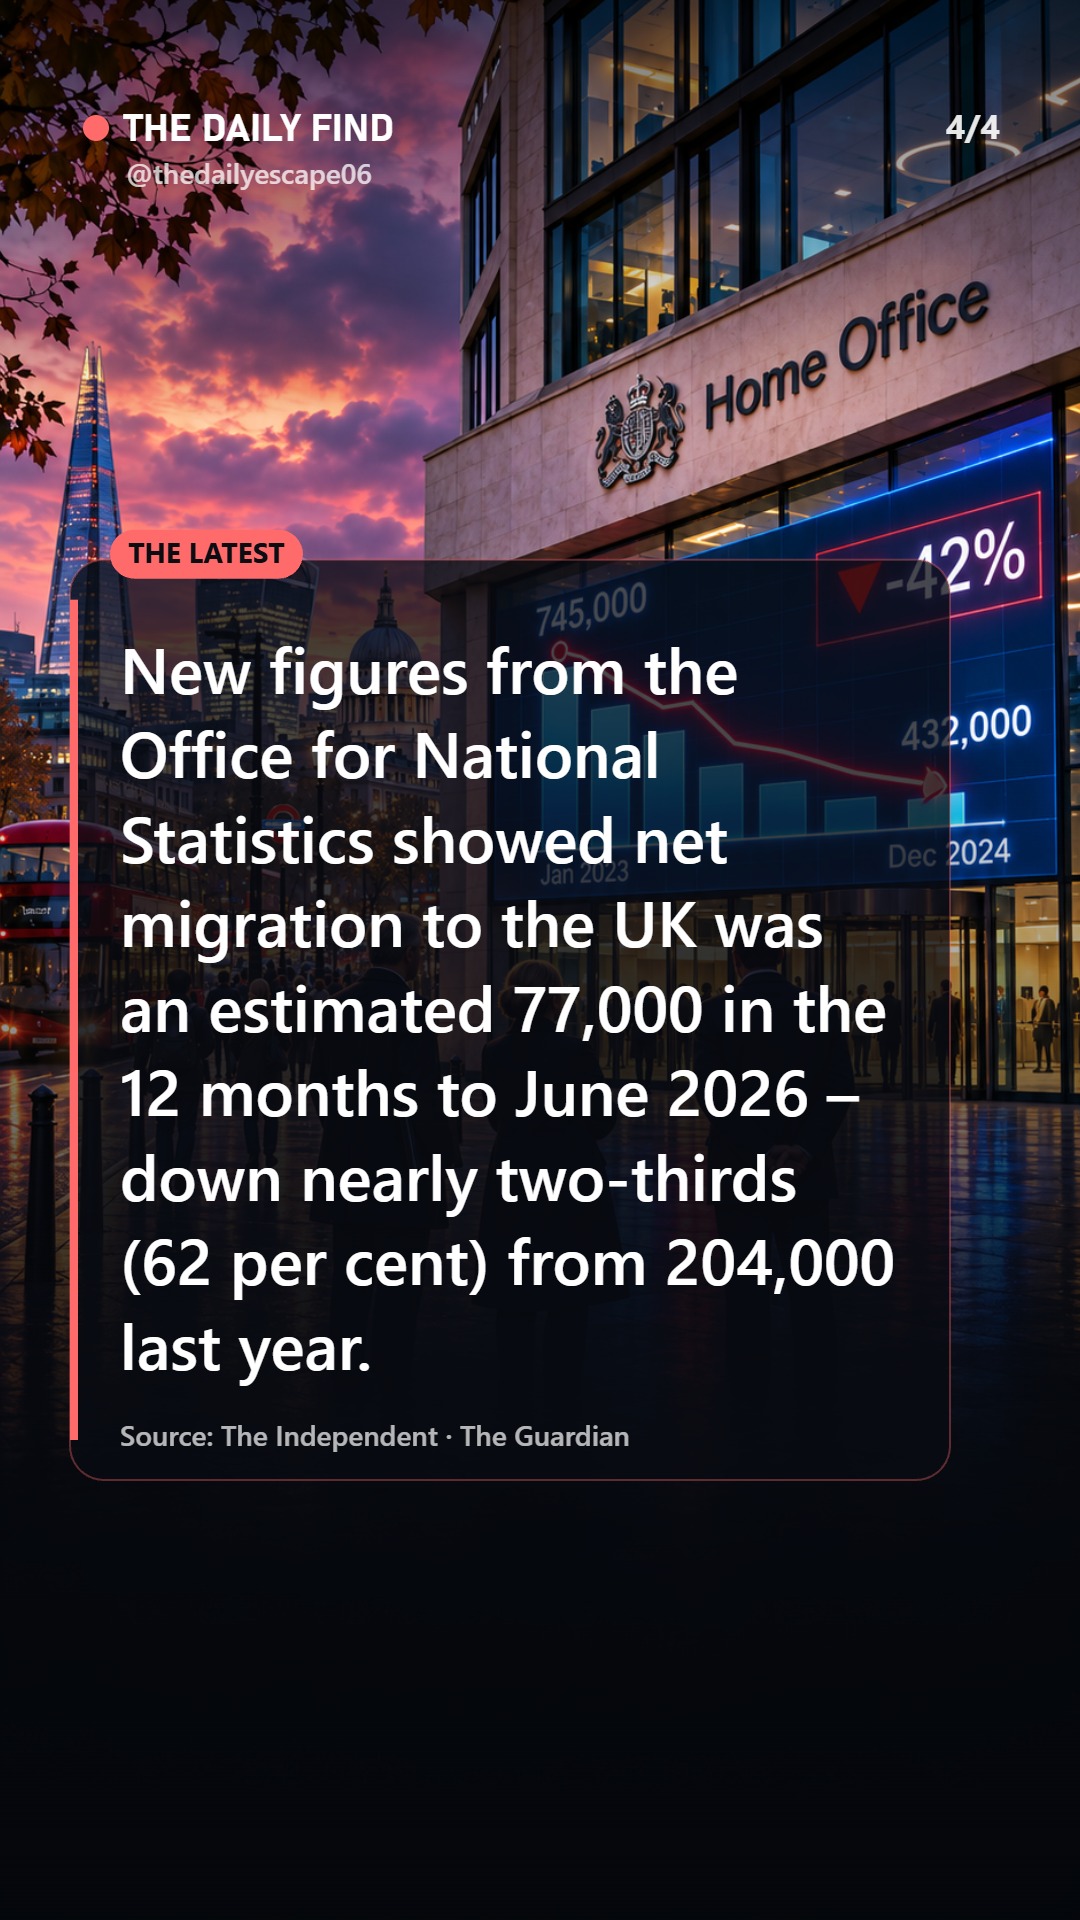 THE DAILY FIND
4/4
@thedailyescape06
Home Office
THE LATEST
-42%
745,000
432,000
Jan 2023
Dec 2024
New figures from the
Office for National
Statistics showed net
migration to the UK was
an estimated 77,000 in the
12 months to June 2026 –
down nearly two-thirds
(62 per cent) from 204,000
last year.
Source: The Independent · The Guardian